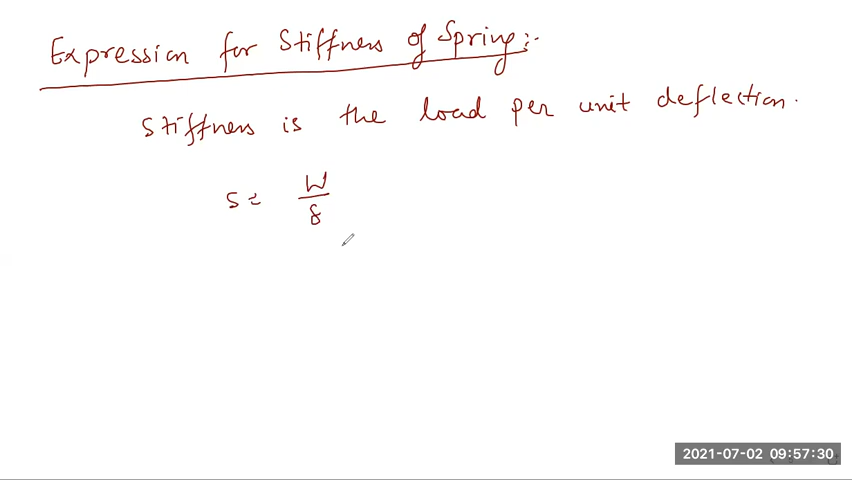 Expression for Stiffness of Spring:-
Stiffness is the load per unit deflection.
s = W/δ
2021-07-02 09:57:30